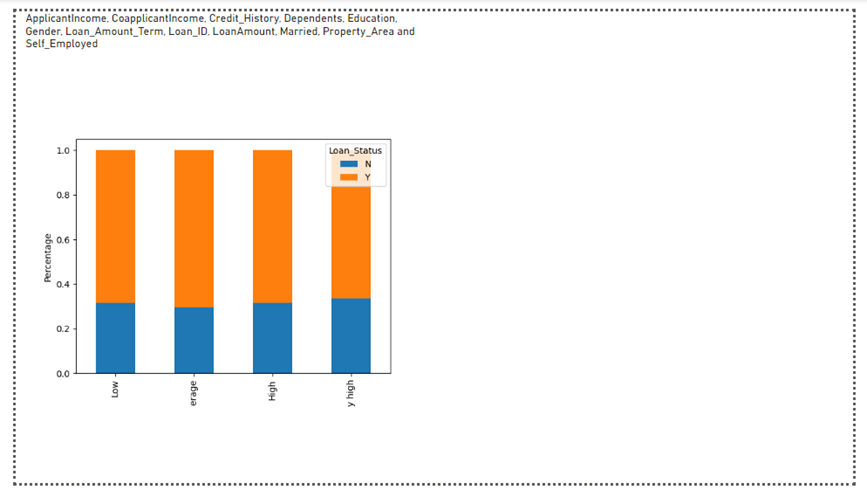 ApplicantIncome, CoapplicantIncome, Credit_History, Dependents, Education,
Gender, Loan_Amount_Term, Loan_ID, LoanAmount, Married, Property_Area and
Self_Employed
Loan_Status
N
Y
1.0
0.8
0.6
0.4
0.2
0.0
Percentage
Low
erage
High
y high